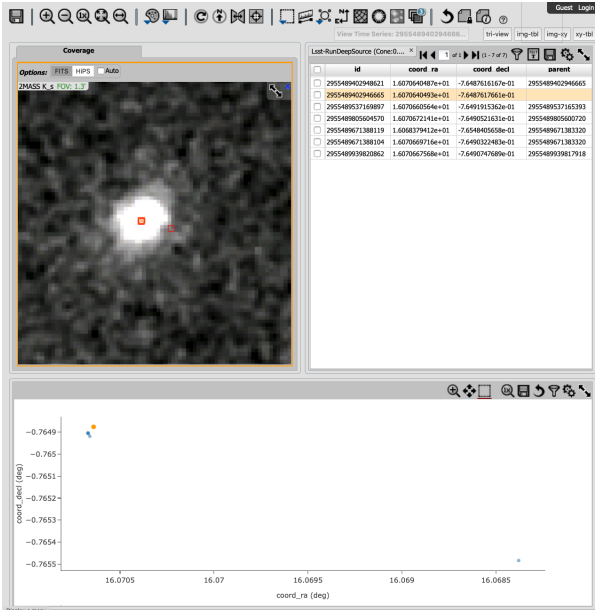 Guest Login
View Time Series: 2955489402946666...
tri-view img-tbl img-xy xy-tbl
Coverage
Options: FITS HiPS Auto
2MASS K_s FOV: 1.3'
Lsst-RunDeepSource (Cone:0.... × 1 of 1 (1 - 7 of 7)
id coord_ra coord_decl parent
2955489402948621 1.6070640487e+01 -7.6487616167e-01 2955489402946665
2955489402946665 1.6070640493e+01 -7.6487617661e-01
2955489537169897 1.6070660564e+01 -7.6491915362e-01 2955489537165393
2955489805604570 1.6070672141e+01 -7.6490521631e-01 2955489805600720
2955489671388119 1.6068379412e+01 -7.6548405658e-01 2955489671383320
2955489671388104 1.6070669716e+01 -7.6490322483e-01 2955489671383320
2955489939820862 1.6070667568e+01 -7.6490747689e-01 2955489939817918
−0.7649
−0.765
−0.7651
−0.7652
−0.7653
−0.7654
−0.7655
coord_decl (deg)
16.0705 16.07 16.0695 16.069 16.0685
coord_ra (deg)